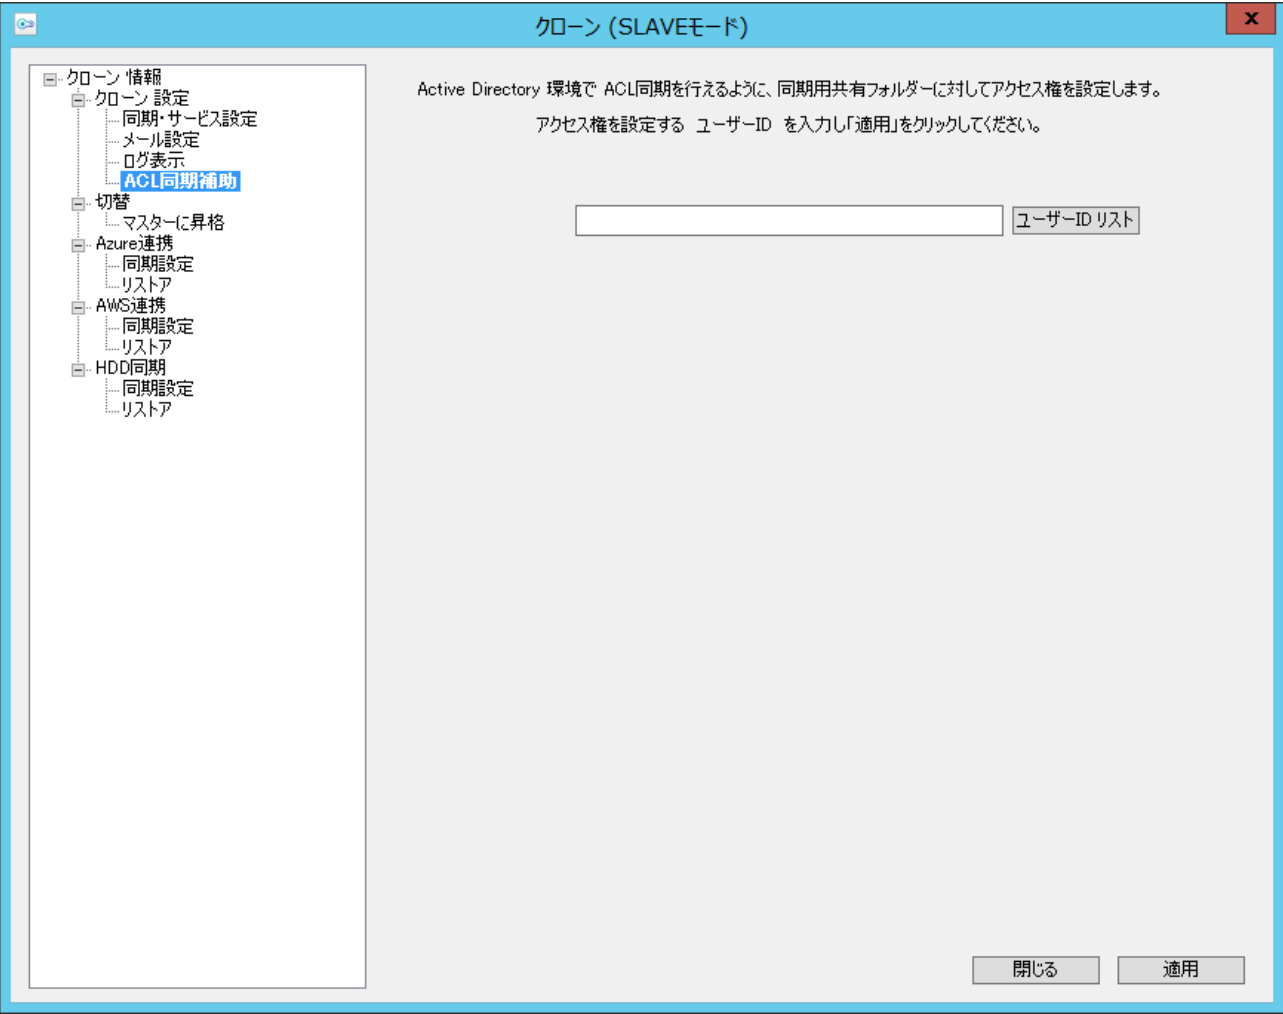 クローン (SLAVEモード)
x
クローン 情報
クローン 設定
同期・サービス設定
メール設定
ログ表示
ACL同期補助
切替
マスターに昇格
Azure連携
同期設定
リストア
AWS連携
同期設定
リストア
HDD同期
同期設定
リストア
Active Directory 環境で ACL同期を行えるように、同期用共有フォルダーに対してアクセス権を設定します。
アクセス権を設定する ユーザーID を入力し「適用」をクリックしてください。
ユーザーID リスト
閉じる
適用